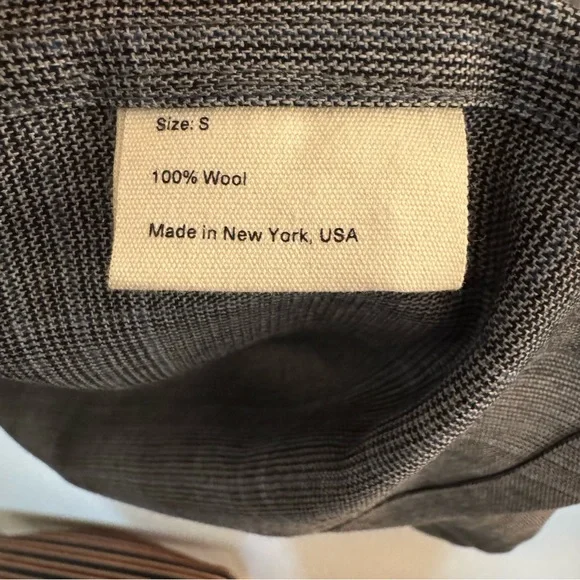 Size: S
100% Wool
Made in New York, USA